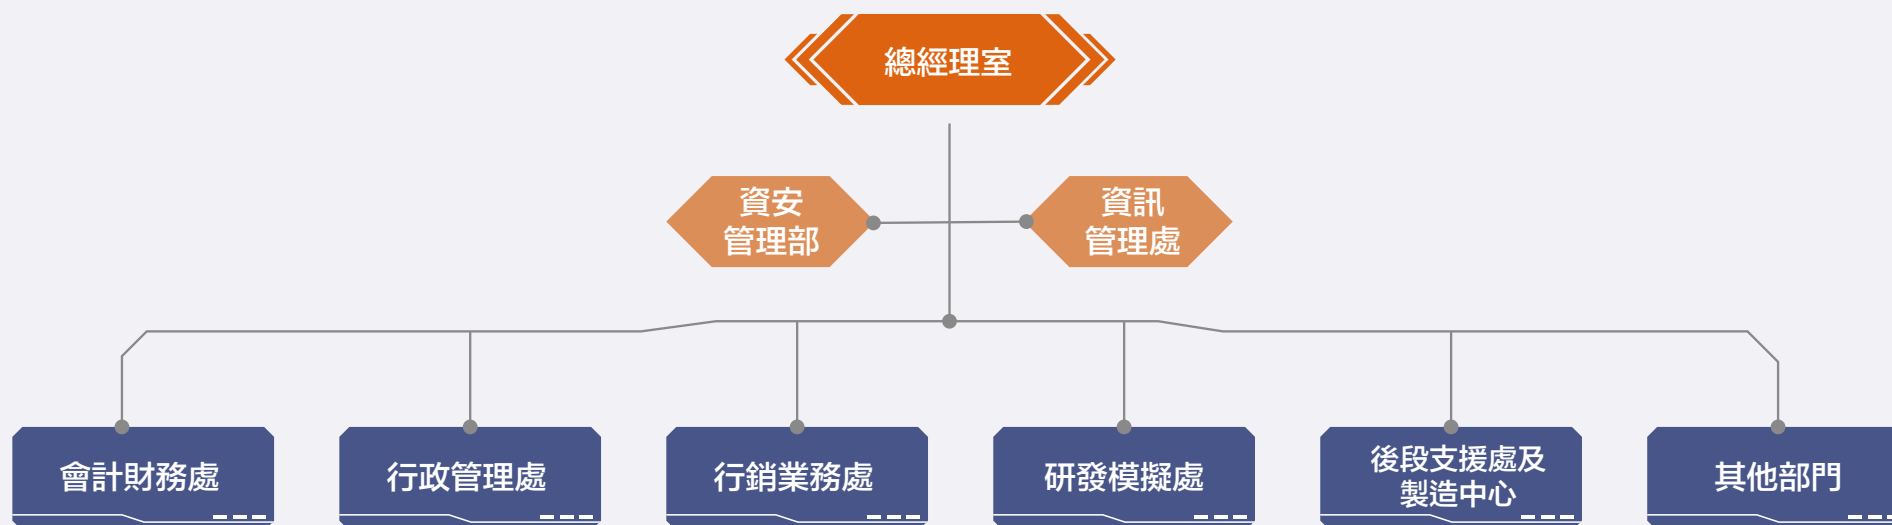 總經理室
資安
管理部
資訊
管理處
會計財務處
行政管理處
行銷業務處
研發模擬處
後段支援處及
製造中心
其他部門